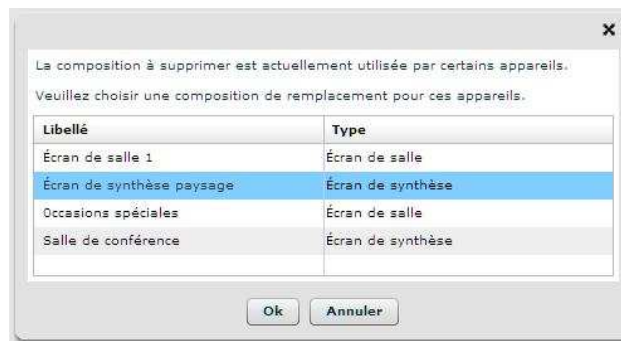 La composition à supprimer est actuellement utilisée par certains appareils.
Veuillez choisir une composition de remplacement pour ces appareils.
Libellé Type
Écran de salle 1 Écran de salle
Écran de synthèse paysage Écran de synthèse
Occasions spéciales Écran de salle
Salle de conférence Écran de synthèse
Ok Annuler